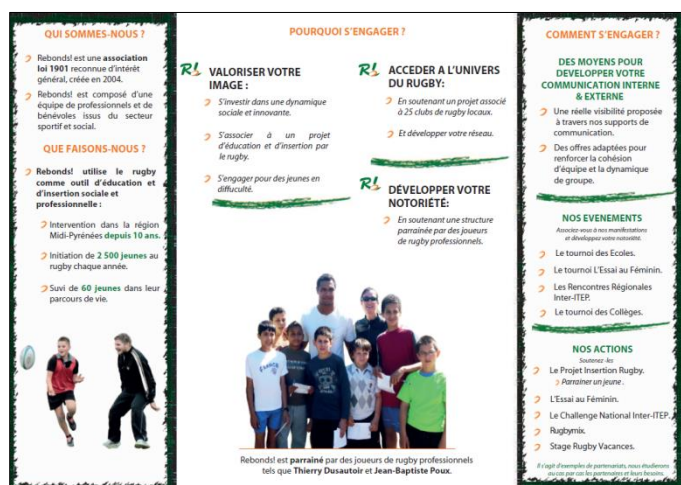 QUI SOMMES-NOUS ?
Rebonds! est une association
loi 1901 reconnue d'intérêt
général, créée en 2004.
Rebonds! est composé d'une
équipe de professionnels et de
bénévoles issus du secteur
sportif et social.
QUE FAISONS-NOUS ?
Rebonds! utilise le rugby
comme outil d'éducation et
d'insertion sociale et
professionnelle :
Intervention dans la région
Midi-Pyrénées depuis 10 ans.
Initiation de 2 500 jeunes au
rugby chaque année.
Suvi de 60 jeunes dans leur
parcours de vie.
POURQUOI S'ENGAGER ?
R!
VALORISER VOTRE
IMAGE :
S'investir dans une dynamique
sociale et innovante.
S'associer à un projet
d'éducation et d'insertion par
le rugby.
S'engager pour des jeunes en
diffuculté.
R!
ACCEDER A L'UNIVERS
DU RUGBY:
En soutenant un projet associé
à 25 clubs de rugby locaux.
Et développer votre réseau.
R!
DÉVELOPPER VOTRE
NOTORIÉTÉ:
En soutenant une structure
parrainée par des joueurs
de rugby professionnels.
Rebonds! est parrainé par des joueurs de rugby professionnels
tels que Thierry Dusautoir et Jean-Baptiste Poux.
COMMENT S'ENGAGER ?
DES MOYENS POUR
DEVELOPPER VOTRE
COMMUNICATION INTERNE
& EXTERNE
Une réelle visibilité proposée
à travers nos supports de
communication.
Des offres adaptées pour
renforcer la cohésion
d'équipe et la dynamique
de groupe.
NOS EVENEMENTS
Associez-vous à nos manifestations
et développez votre notoriété.
Le tournoi des Ecoles.
Le tournoi L'Essai au Féminin.
Les Rencontres Régionales
Inter-ITEP.
Le tournoi des Collèges.
NOS ACTIONS
Soutenez -les
Le Projet Insertion Rugby.
Parrainer un jeune .
L'Essai au Féminin.
Le Challenge National Inter-ITEP.
Rugbymix.
Stage Rugby Vacances.
Il s'agit d'exemples de partenariats, nous étudierons
au cas par cas les partenaires et leurs besoins.